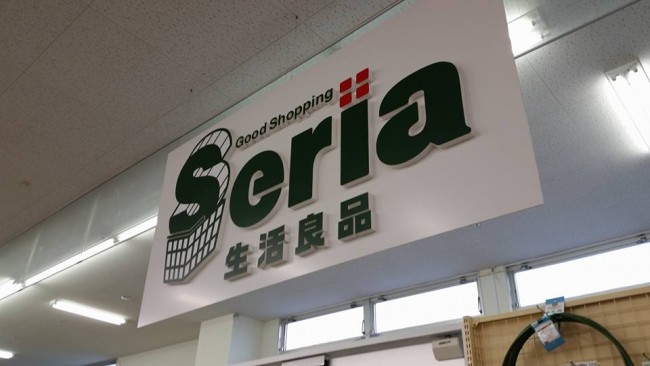 Good Shopping
Seria
生活良品